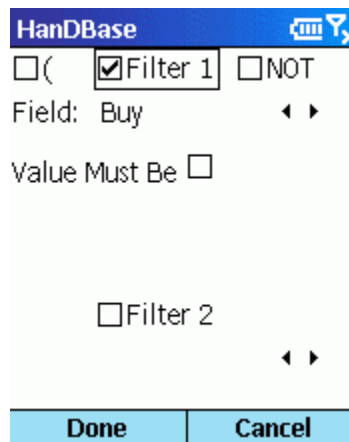 HanDBase
( Filter 1 NOT
Field: Buy
Value Must Be
Filter 2
Done Cancel